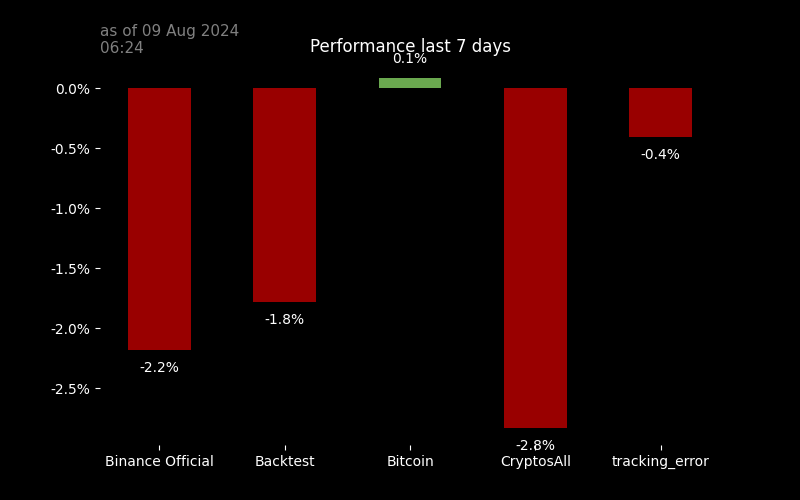 as of 09 Aug 2024
06:24
Performance last 7 days
0.1%
0.0%
-0.5%
-0.4%
-1.0%
-1.5%
-1.8%
-2.0%
-2.2%
-2.5%
-2.8%
Binance Official
Backtest
Bitcoin
CryptosAll
tracking_error